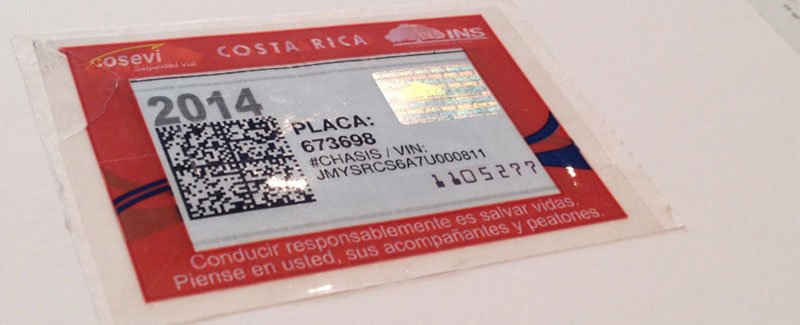 cosevi
Seguridad Vial
COSTA RICA
INS
2014
PLACA:
673698
#CHASIS / VIN:
JMYSRCS6A7U000811
1105277
Conducir responsablemente es salvar vidas.
Piense en usted, sus acompañantes y peatones.